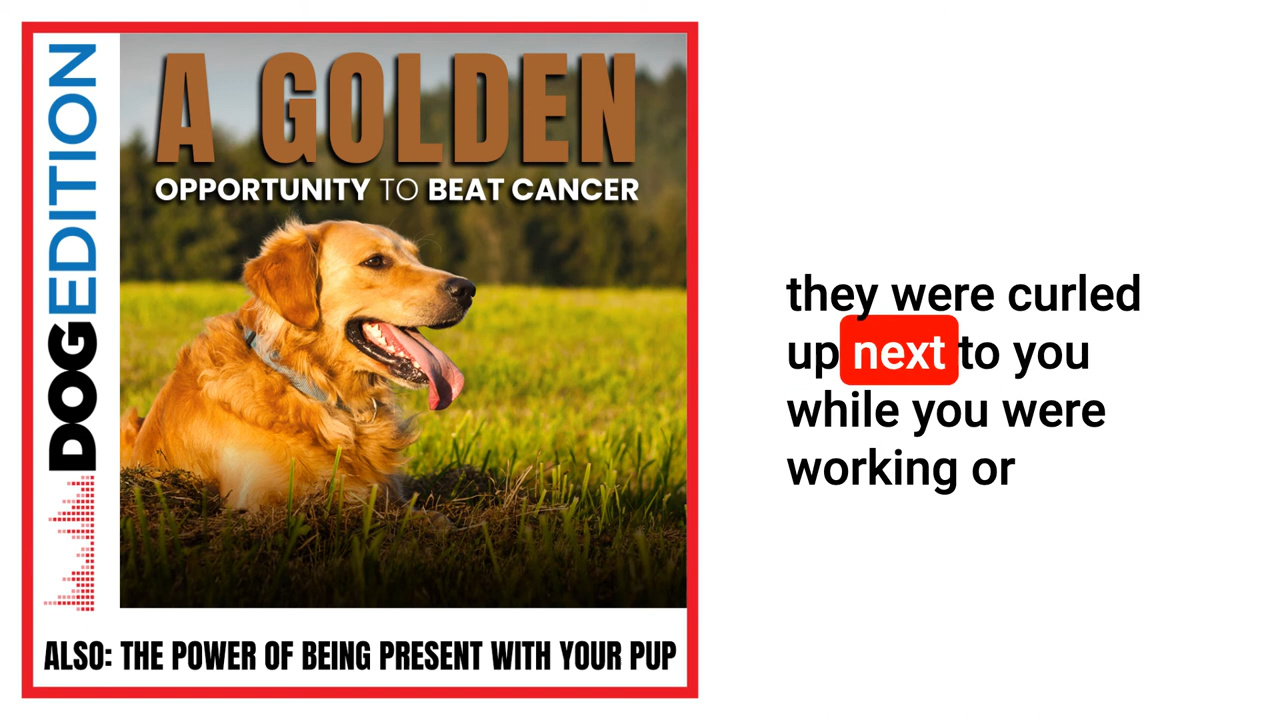 DOGEDITION
A GOLDEN
OPPORTUNITY TO BEAT CANCER
ALSO: THE POWER OF BEING PRESENT WITH YOUR PUP
they were curled
up next to you
while you were
working or